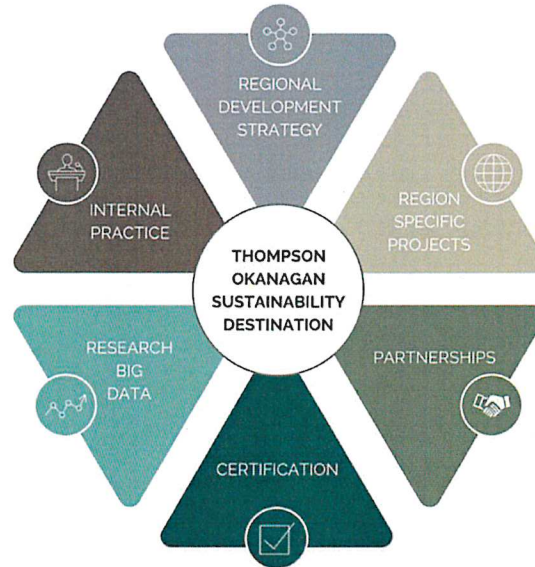 REGIONAL
DEVELOPMENT
STRATEGY
INTERNAL
PRACTICE
REGION
SPECIFIC
PROJECTS
THOMPSON
OKANAGAN
SUSTAINABILITY
DESTINATION
RESEARCH
BIG
DATA
PARTNERSHIPS
CERTIFICATION